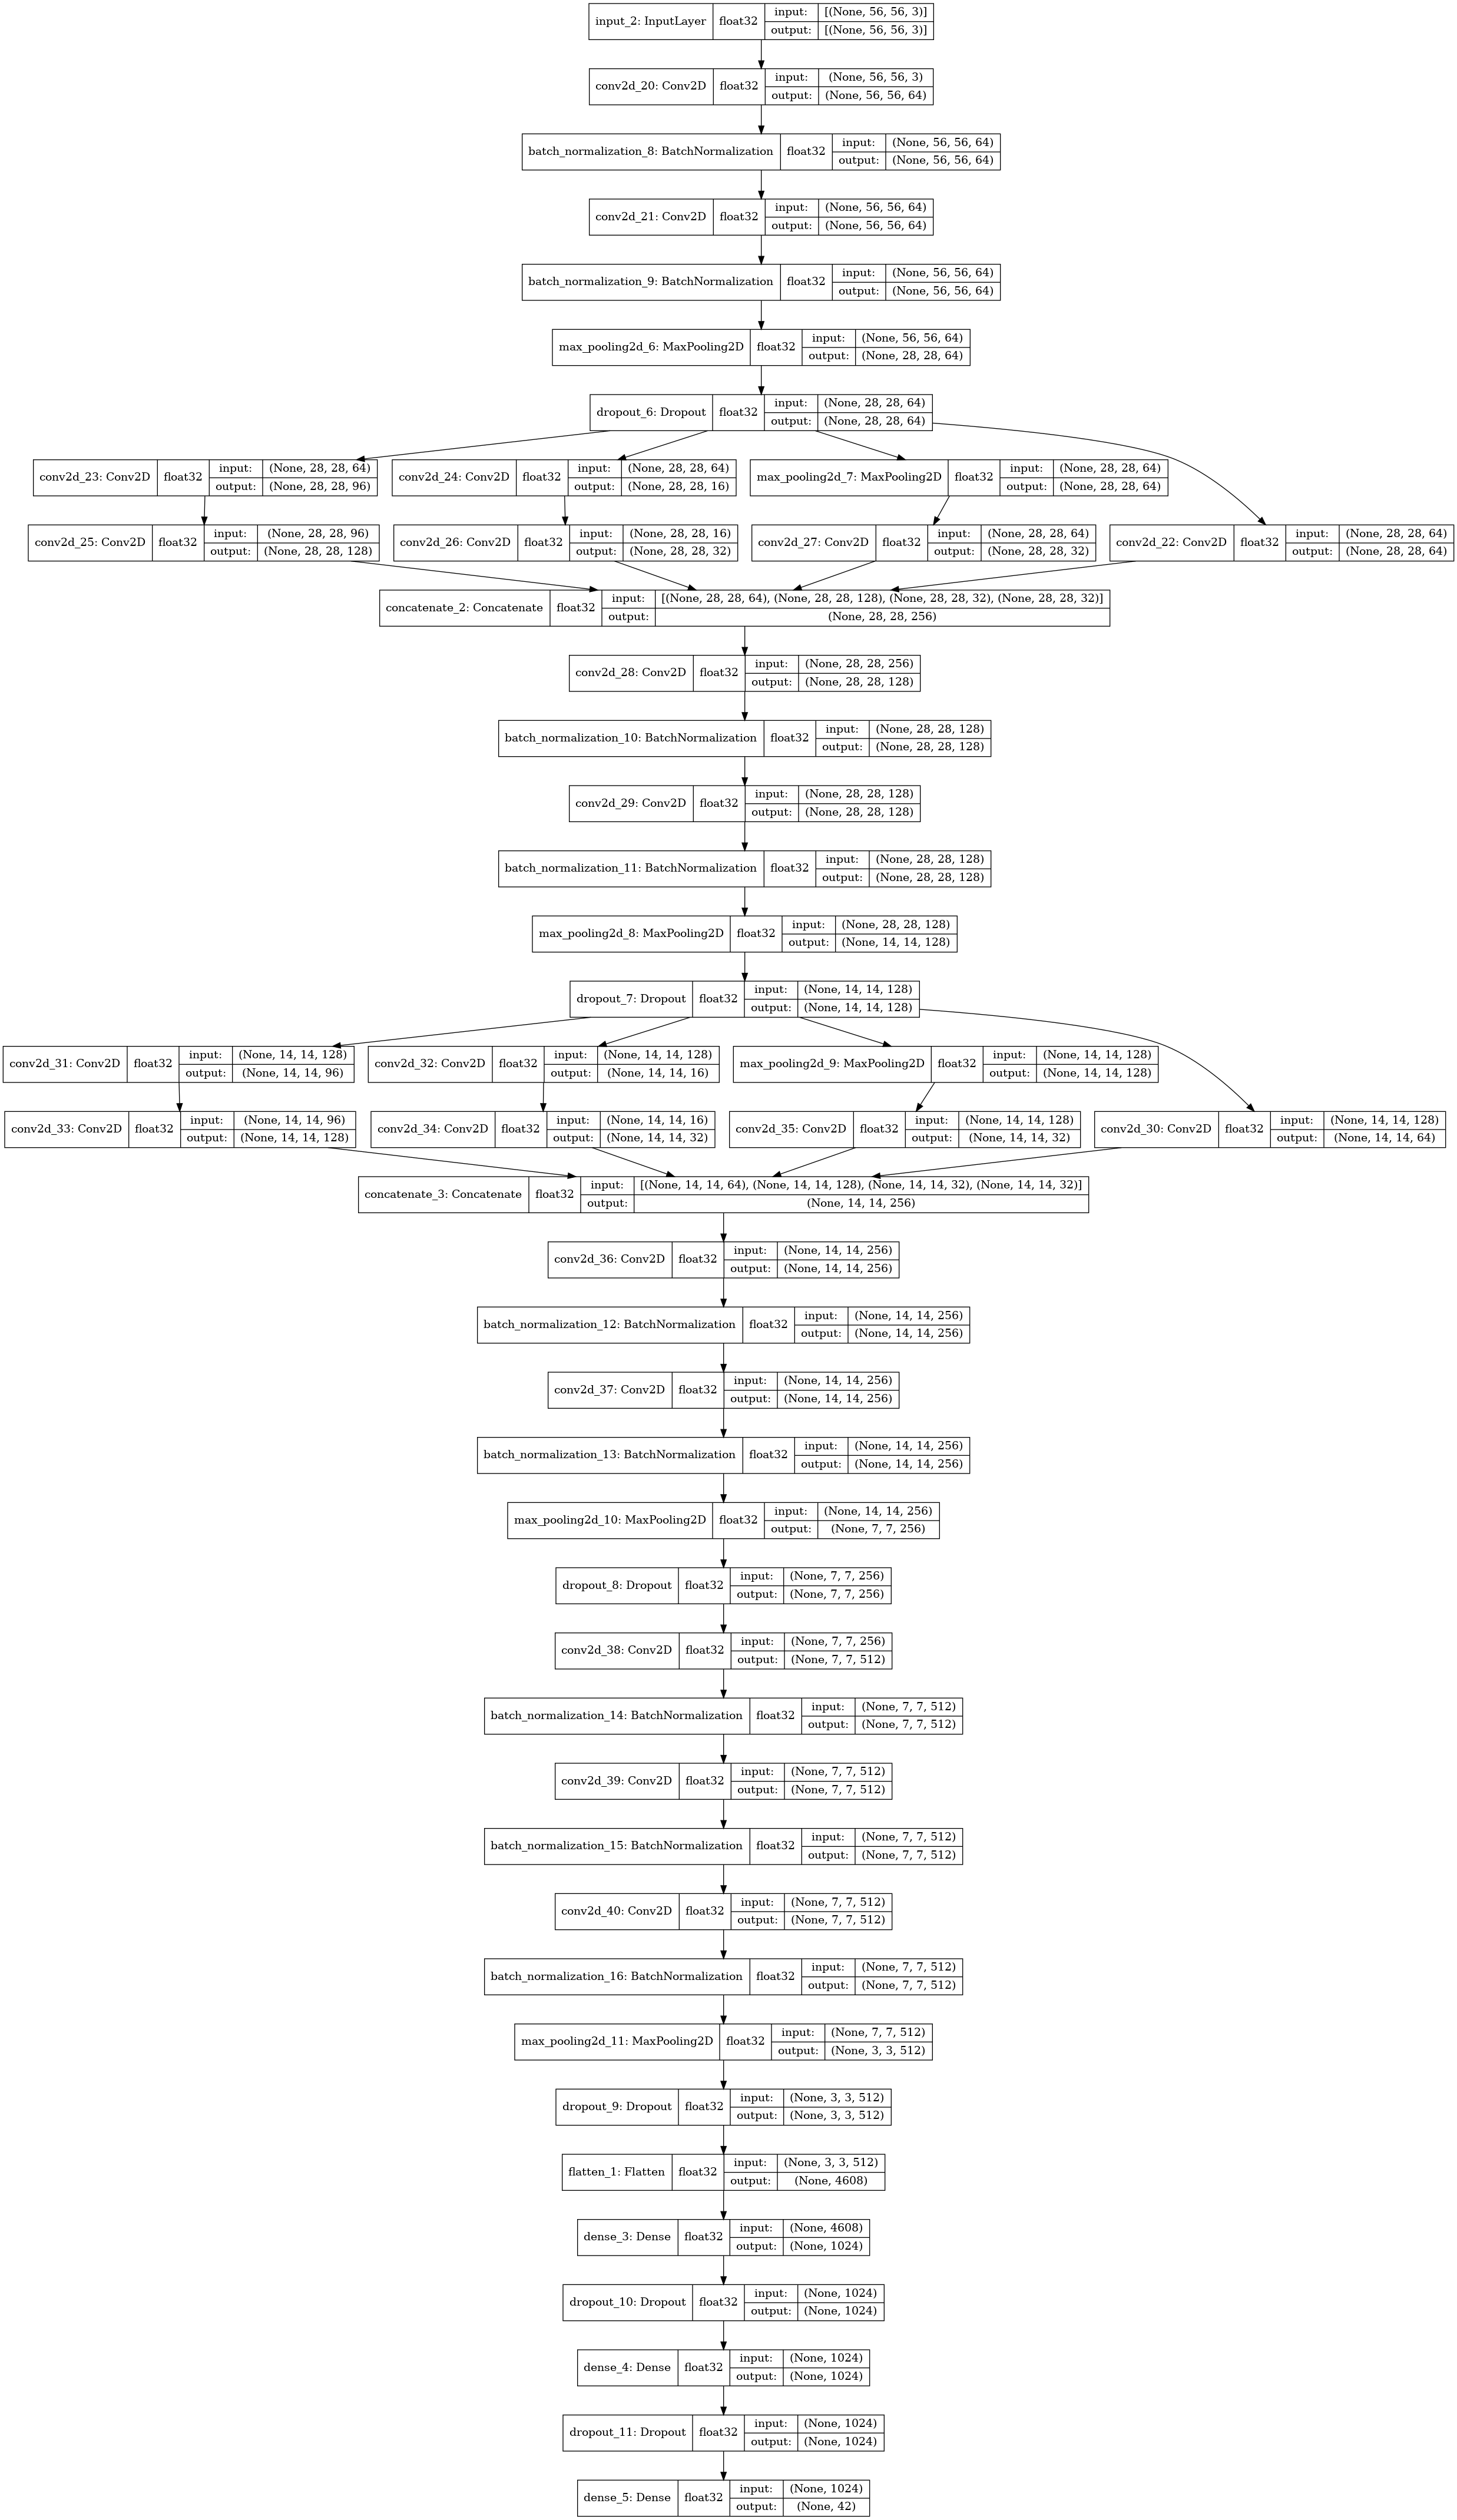 input_2: InputLayer float32 input: [(None, 56, 56, 3)]
output: [(None, 56, 56, 3)]
conv2d_20: Conv2D float32 input: (None, 56, 56, 3)
output: (None, 56, 56, 64)
batch_normalization_8: BatchNormalization float32 input: (None, 56, 56, 64)
output: (None, 56, 56, 64)
conv2d_21: Conv2D float32 input: (None, 56, 56, 64)
output: (None, 56, 56, 64)
batch_normalization_9: BatchNormalization float32 input: (None, 56, 56, 64)
output: (None, 56, 56, 64)
max_pooling2d_6: MaxPooling2D float32 input: (None, 56, 56, 64)
output: (None, 28, 28, 64)
dropout_6: Dropout float32 input: (None, 28, 28, 64)
output: (None, 28, 28, 64)
conv2d_23: Conv2D float32 input: (None, 28, 28, 64)
output: (None, 28, 28, 96)
conv2d_24: Conv2D float32 input: (None, 28, 28, 64)
output: (None, 28, 28, 16)
max_pooling2d_7: MaxPooling2D float32 input: (None, 28, 28, 64)
output: (None, 28, 28, 64)
conv2d_25: Conv2D float32 input: (None, 28, 28, 96)
output: (None, 28, 28, 128)
conv2d_26: Conv2D float32 input: (None, 28, 28, 16)
output: (None, 28, 28, 32)
conv2d_27: Conv2D float32 input: (None, 28, 28, 64)
output: (None, 28, 28, 32)
conv2d_22: Conv2D float32 input: (None, 28, 28, 64)
output: (None, 28, 28, 64)
concatenate_2: Concatenate float32 input: [(None, 28, 28, 64), (None, 28, 28, 128), (None, 28, 28, 32), (None, 28, 28, 32)]
output: (None, 28, 28, 256)
conv2d_28: Conv2D float32 input: (None, 28, 28, 256)
output: (None, 28, 28, 128)
batch_normalization_10: BatchNormalization float32 input: (None, 28, 28, 128)
output: (None, 28, 28, 128)
conv2d_29: Conv2D float32 input: (None, 28, 28, 128)
output: (None, 28, 28, 128)
batch_normalization_11: BatchNormalization float32 input: (None, 28, 28, 128)
output: (None, 28, 28, 128)
max_pooling2d_8: MaxPooling2D float32 input: (None, 28, 28, 128)
output: (None, 14, 14, 128)
dropout_7: Dropout float32 input: (None, 14, 14, 128)
output: (None, 14, 14, 128)
conv2d_31: Conv2D float32 input: (None, 14, 14, 128)
output: (None, 14, 14, 96)
conv2d_32: Conv2D float32 input: (None, 14, 14, 128)
output: (None, 14, 14, 16)
max_pooling2d_9: MaxPooling2D float32 input: (None, 14, 14, 128)
output: (None, 14, 14, 128)
conv2d_33: Conv2D float32 input: (None, 14, 14, 96)
output: (None, 14, 14, 128)
conv2d_34: Conv2D float32 input: (None, 14, 14, 16)
output: (None, 14, 14, 32)
conv2d_35: Conv2D float32 input: (None, 14, 14, 128)
output: (None, 14, 14, 32)
conv2d_30: Conv2D float32 input: (None, 14, 14, 128)
output: (None, 14, 14, 64)
concatenate_3: Concatenate float32 input: [(None, 14, 14, 64), (None, 14, 14, 128), (None, 14, 14, 32), (None, 14, 14, 32)]
output: (None, 14, 14, 256)
conv2d_36: Conv2D float32 input: (None, 14, 14, 256)
output: (None, 14, 14, 256)
batch_normalization_12: BatchNormalization float32 input: (None, 14, 14, 256)
output: (None, 14, 14, 256)
conv2d_37: Conv2D float32 input: (None, 14, 14, 256)
output: (None, 14, 14, 256)
batch_normalization_13: BatchNormalization float32 input: (None, 14, 14, 256)
output: (None, 14, 14, 256)
max_pooling2d_10: MaxPooling2D float32 input: (None, 14, 14, 256)
output: (None, 7, 7, 256)
dropout_8: Dropout float32 input: (None, 7, 7, 256)
output: (None, 7, 7, 256)
conv2d_38: Conv2D float32 input: (None, 7, 7, 256)
output: (None, 7, 7, 512)
batch_normalization_14: BatchNormalization float32 input: (None, 7, 7, 512)
output: (None, 7, 7, 512)
conv2d_39: Conv2D float32 input: (None, 7, 7, 512)
output: (None, 7, 7, 512)
batch_normalization_15: BatchNormalization float32 input: (None, 7, 7, 512)
output: (None, 7, 7, 512)
conv2d_40: Conv2D float32 input: (None, 7, 7, 512)
output: (None, 7, 7, 512)
batch_normalization_16: BatchNormalization float32 input: (None, 7, 7, 512)
output: (None, 7, 7, 512)
max_pooling2d_11: MaxPooling2D float32 input: (None, 7, 7, 512)
output: (None, 3, 3, 512)
dropout_9: Dropout float32 input: (None, 3, 3, 512)
output: (None, 3, 3, 512)
flatten_1: Flatten float32 input: (None, 3, 3, 512)
output: (None, 4608)
dense_3: Dense float32 input: (None, 4608)
output: (None, 1024)
dropout_10: Dropout float32 input: (None, 1024)
output: (None, 1024)
dense_4: Dense float32 input: (None, 1024)
output: (None, 1024)
dropout_11: Dropout float32 input: (None, 1024)
output: (None, 1024)
dense_5: Dense float32 input: (None, 1024)
output: (None, 42)